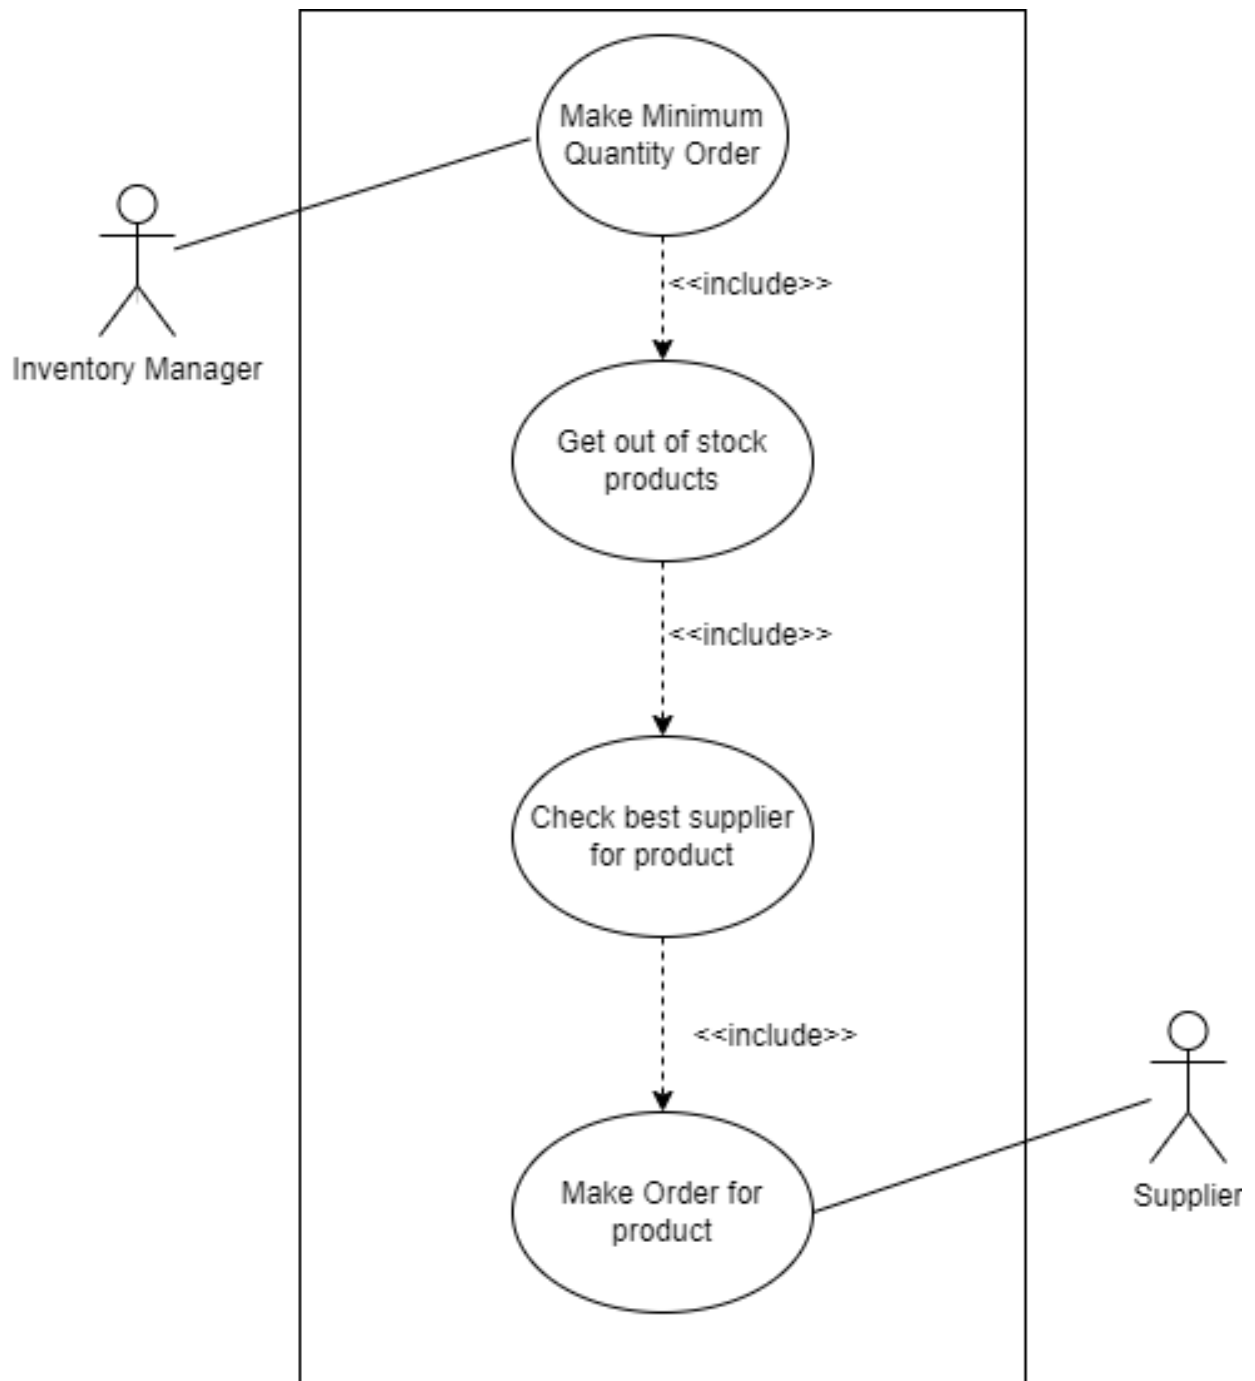 Make Minimum
Quantity Order
<<include>>
Inventory Manager
Get out of stock
products
<<include>>
Check best supplier
for product
<<include>>
Make Order for
product
Supplier